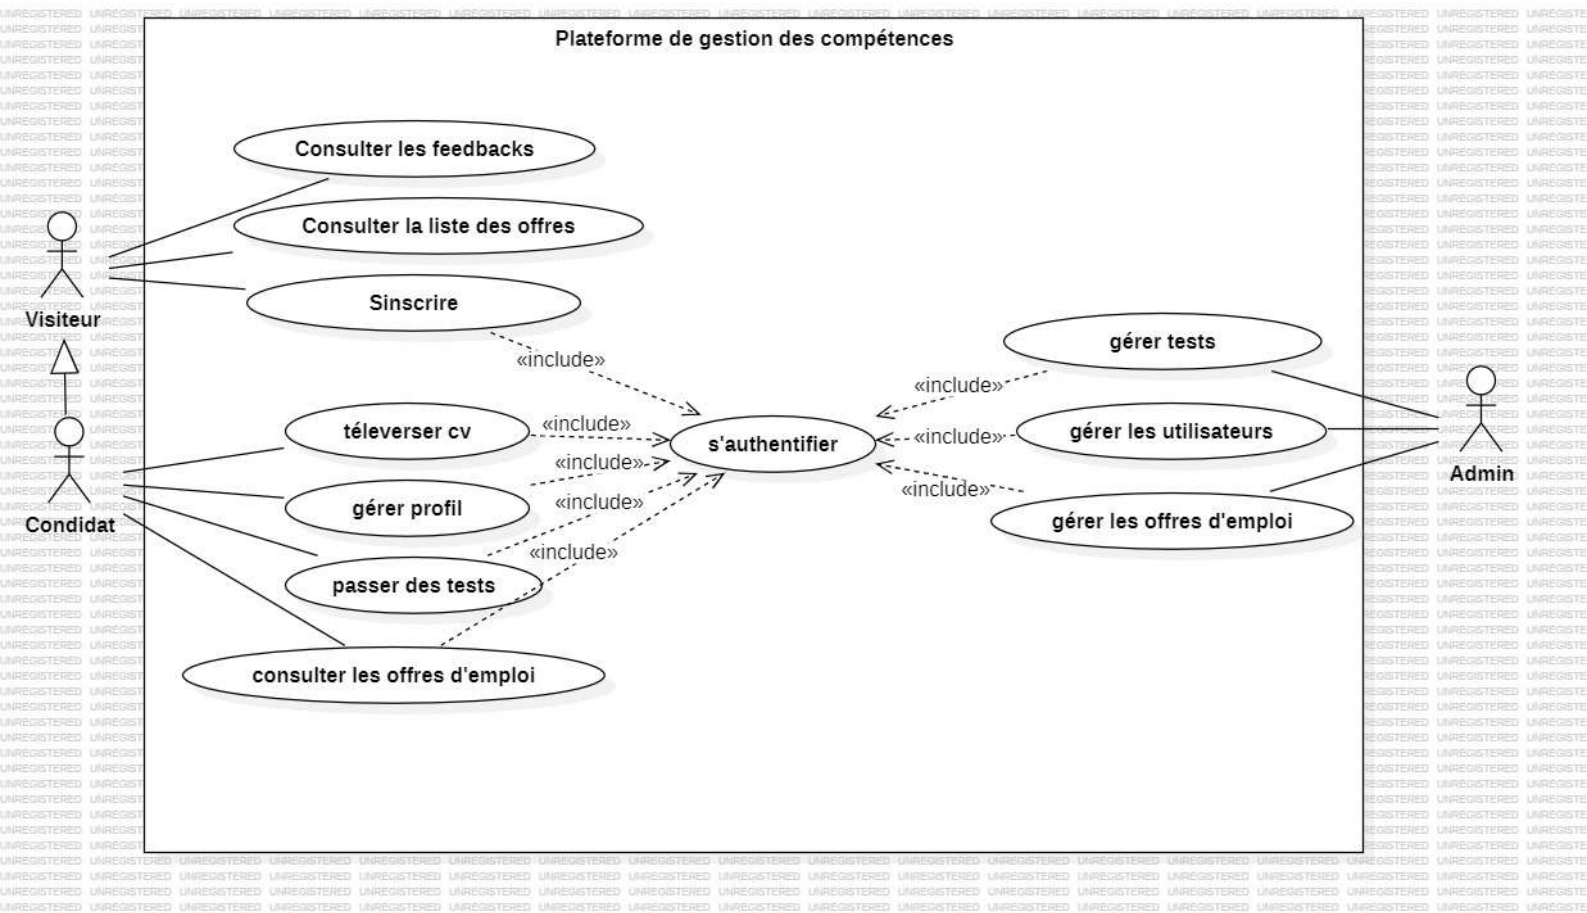 Plateforme de gestion des compétences
Consulter les feedbacks
Consulter la liste des offres
Sinscrire
Visiteur
«include»
gérer tests
«include»
téleverser cv
«include»
s'authentifier
«include»
gérer les utilisateurs
Admin
«include»
gérer profil
«include»
«include»
gérer les offres d'emploi
Condidat
«include»
passer des tests
consulter les offres d'emploi
UNREGISTERED